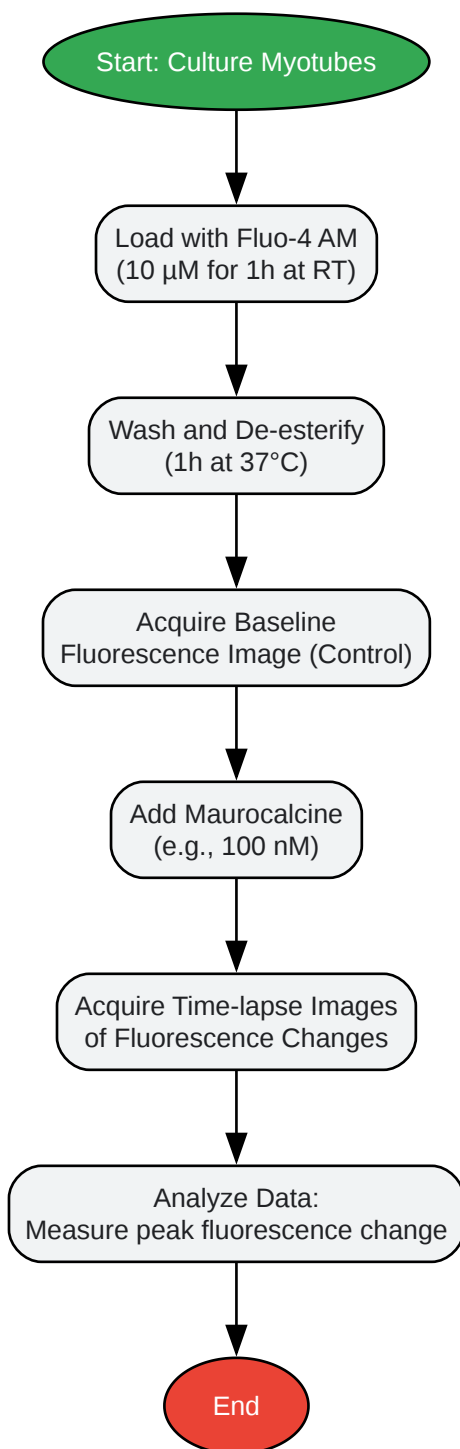 Start: Culture Myotubes
Load with Fluo-4 AM
(10 µM for 1h at RT)
Wash and De-esterify
(1h at 37°C)
Acquire Baseline
Fluorescence Image (Control)
Add Maurocalcine
(e.g., 100 nM)
Acquire Time-lapse Images
of Fluorescence Changes
Analyze Data:
Measure peak fluorescence change
End